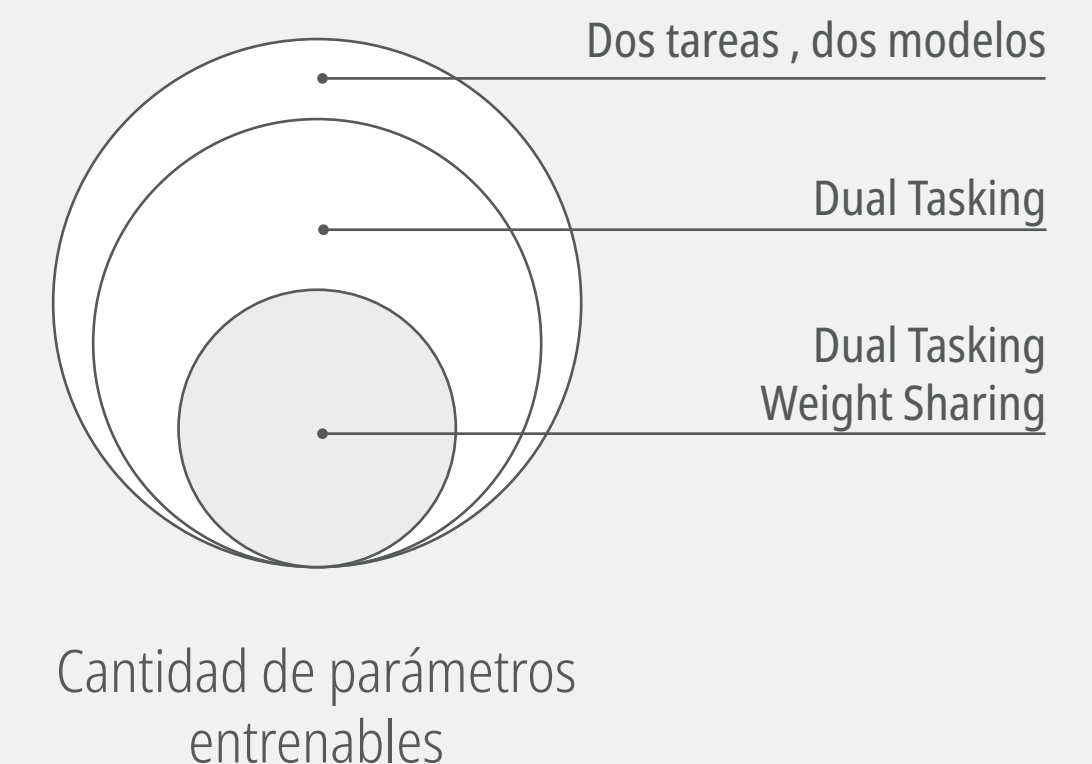 Dos tareas , dos modelos
Dual Tasking
Dual Tasking
Weight Sharing
Cantidad de parámetros
entrenables